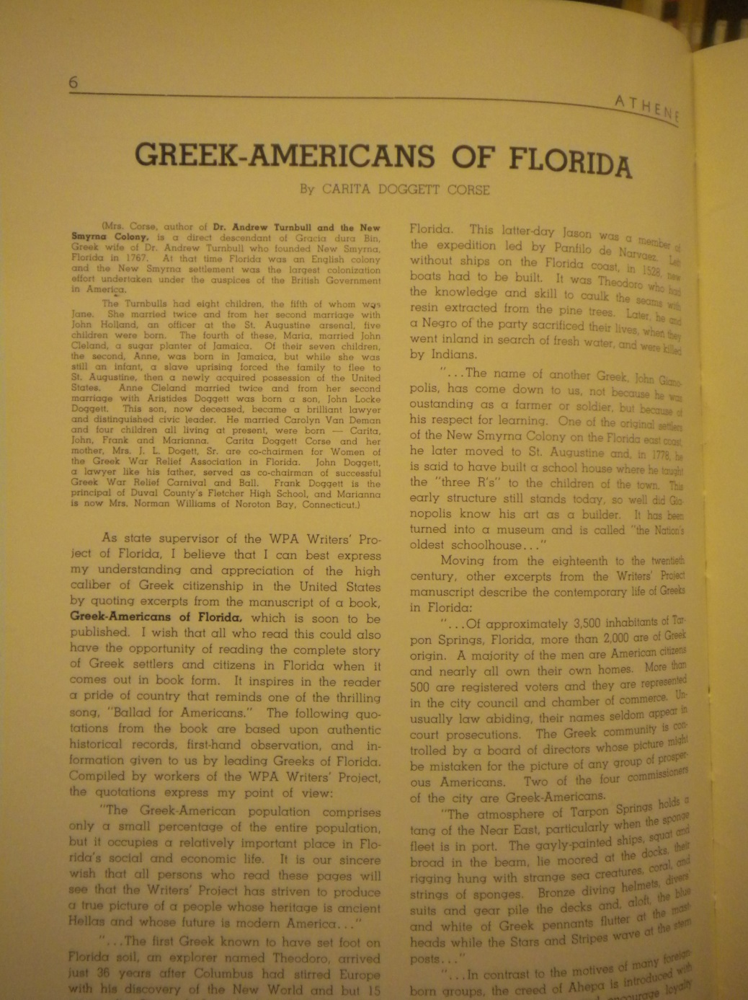 6
ATHENE
GREEK-AMERICANS OF FLORIDA
By CARITA DOGGETT CORSE
(Mrs. Corse, author of Dr. Andrew Turnbull and the New
Smyrna Colony, is a direct descendant of Gracia dura Bin,
Greek wife of Dr. Andrew Turnbull who founded New Smyrna,
Florida in 1767. At that time Florida was an English colony
and the New Smyrna settlement was the largest colonization
effort undertaken under the auspices of the British Government
in America.
The Turnbulls had eight children, the fifth of whom was
Jane. She married twice and from her second marriage with
John Holland, an officer at the St. Augustine arsenal, five
children were born. The fourth of these, Maria, married John
Cleland, a sugar planter of Jamaica. Of their seven children,
the second, Anne, was born in Jamaica, but while she was
still an infant, a slave uprising forced the family to flee to
St. Augustine, then a newly acquired possession of the United
States. Anne Cleland married twice and from her second
marriage with Aristides Doggett was born a son, John Locke
Doggett. This son, now deceased, became a brilliant lawyer
and distinguished civic leader. He married Carolyn Van Deman
and four children all living at present, were born — Carita,
John, Frank and Marianna. Carita Doggett Corse and her
mother, Mrs. J. L. Dogett, Sr. are co-chairmen for Women of
the Greek War Relief Association in Florida. John Doggett,
a lawyer like his father, served as co-chairman of successful
Greek War Relief Carnival and Ball. Frank Doggett is the
principal of Duval County's Fletcher High School, and Marianna
is now Mrs. Norman Williams of Noroton Bay, Connecticut.)
As state supervisor of the WPA Writers' Pro-
ject of Florida, I believe that I can best express
my understanding and appreciation of the high
caliber of Greek citizenship in the United States
by quoting excerpts from the manuscript of a book,
Greek-Americans of Florida, which is soon to be
published. I wish that all who read this could also
have the opportunity of reading the complete story
of Greek settlers and citizens in Florida when it
comes out in book form. It inspires in the reader
a pride of country that reminds one of the thrilling
song, "Ballad for Americans." The following quo-
tations from the book are based upon authentic
historical records, first-hand observation, and in-
formation given to us by leading Greeks of Florida.
Compiled by workers of the WPA Writers' Project,
the quotations express my point of view:
"The Greek-American population comprises
only a small percentage of the entire population,
but it occupies a relatively important place in Flo-
rida's social and economic life. It is our sincere
wish that all persons who read these pages will
see that the Writers' Project has striven to produce
a true picture of a people whose heritage is ancient
Hellas and whose future is modern America..."
"...The first Greek known to have set foot on
Florida soil, an explorer named Theodoro, arrived
just 36 years after Columbus had stirred Europe
with his discovery of the New World and but 15
Florida. This latter-day Jason was a member of
the expedition led by Panfilo de Narvaez. Left
without ships on the Florida coast, in 1528, new
boats had to be built. It was Theodoro who had
the knowledge and skill to caulk the seams with
resin extracted from the pine trees. Later, he and
a Negro of the party sacrificed their lives, when they
went inland in search of fresh water, and were killed
by Indians.
"...The name of another Greek, John Giano-
polis, has come down to us, not because he was
oustanding as a farmer or soldier, but because of
his respect for learning. One of the original settlers
of the New Smyrna Colony on the Florida east coast,
he later moved to St. Augustine and, in 1778, he
is said to have built a school house where he taught
the "three R's" to the children of the town. This
early structure still stands today, so well did Gia-
nopolis know his art as a builder. It has been
turned into a museum and is called "the Nation's
oldest schoolhouse..."
Moving from the eighteenth to the twentieth
century, other excerpts from the Writers' Project
manuscript describe the contemporary life of Greeks
in Florida:
"...Of approximately 3,500 inhabitants of Tar-
pon Springs, Florida, more than 2,000 are of Greek
origin. A majority of the men are American citizens
and nearly all own their own homes. More than
500 are registered voters and they are represented
in the city council and chamber of commerce. Un-
usually law abiding, their names seldom appear in
court prosecutions. The Greek community is con-
trolled by a board of directors whose picture might
be mistaken for the picture of any group of prosper-
ous Americans. Two of the four commissioners
of the city are Greek-Americans.
"The atmosphere of Tarpon Springs holds a
tang of the Near East, particularly when the sponge
fleet is in port. The gayly-painted ships, squat and
broad in the beam, lie moored at the docks, their
rigging hung with strange sea creatures, coral, and
strings of sponges. Bronze diving helmets, divers'
suits and gear pile the decks and, aloft, the blue
and white of Greek pennants flutter at the mast-
heads while the Stars and Stripes wave at the stern
posts..."
"...In contrast to the motives of many foreign-
born groups, the creed of Ahepa is introduced with
encourage loyalty